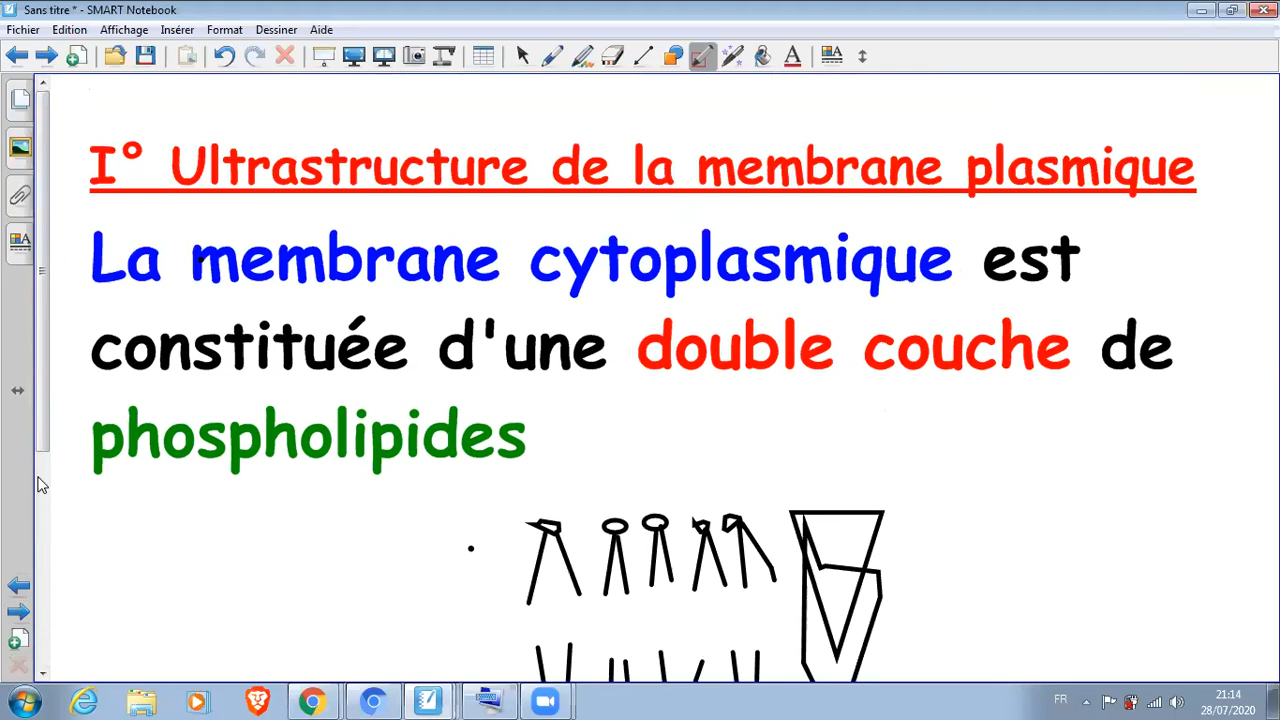 Sans titre * - SMART Notebook
Fichier Edition Affichage Insérer Format Dessiner Aide
I° Ultrastructure de la membrane plasmique
La membrane cytoplasmique est
constituée d'une double couche de
phospholipides
FR
21:14
28/07/2020